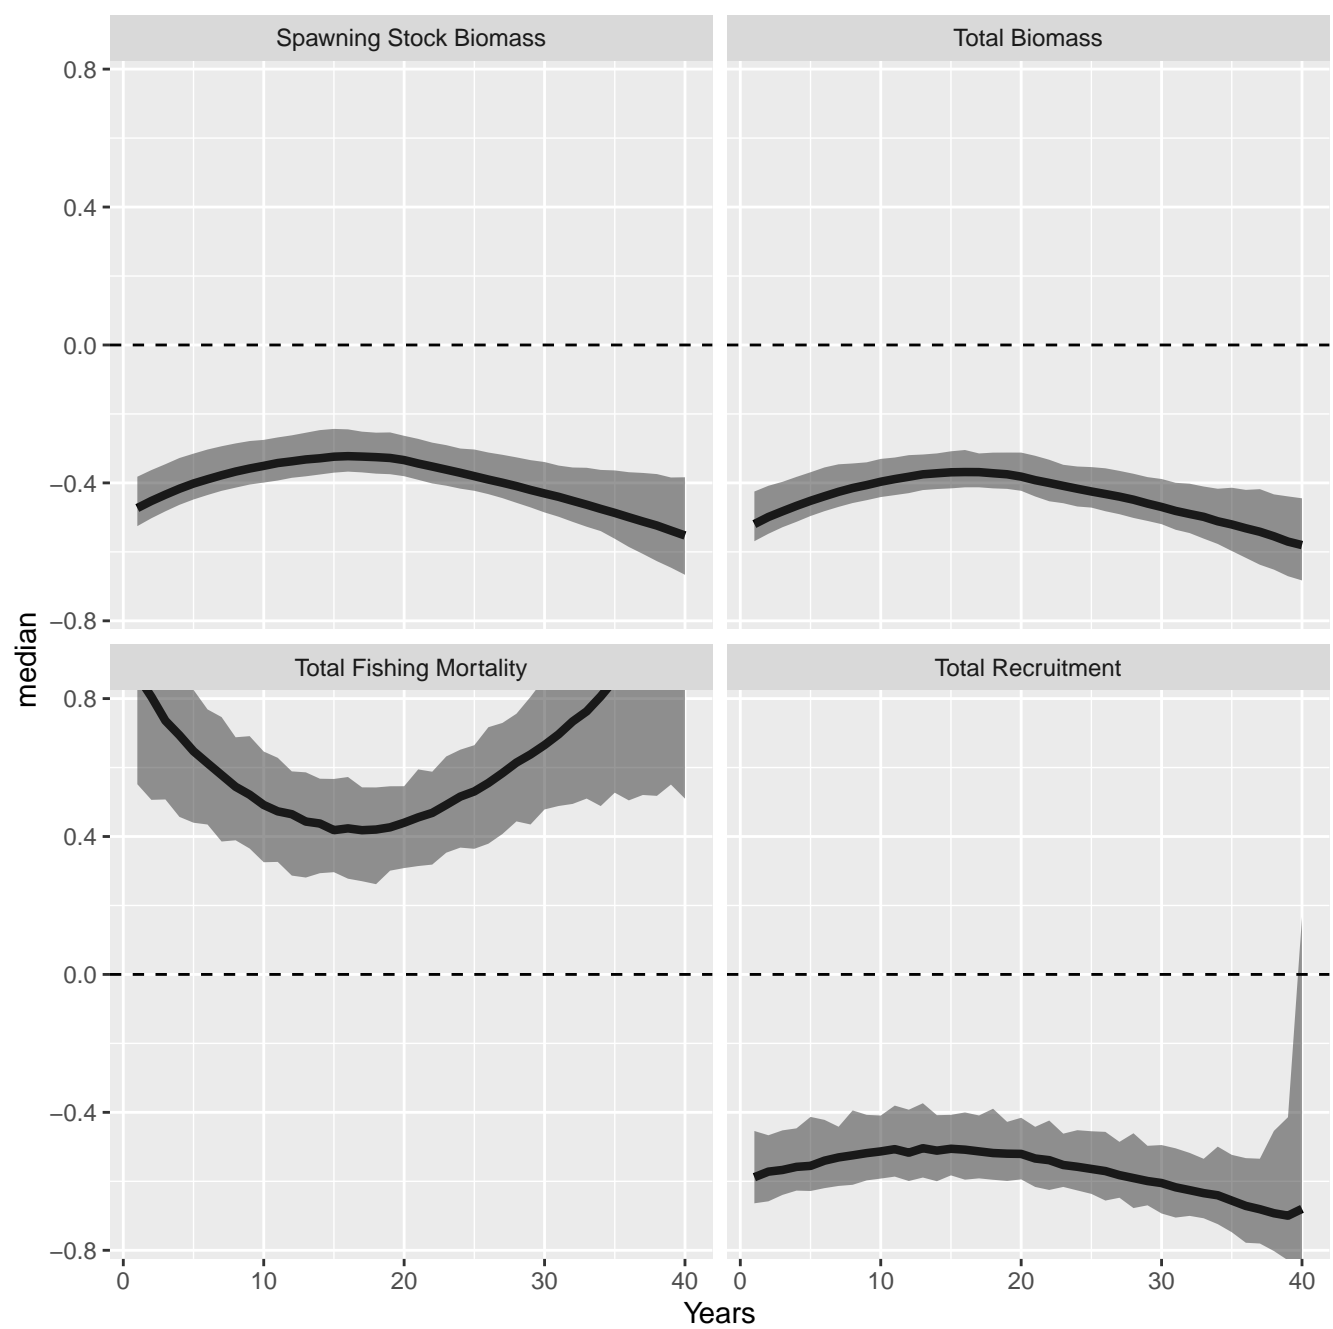 Spawning Stock Biomass
Total Biomass
0.8
0.4
0.0
−0.4
−0.8
Total Fishing Mortality
Total Recruitment
0.8
0.4
0.0
−0.4
−0.8
0 10 20 30 40
0 10 20 30 40
Years
median